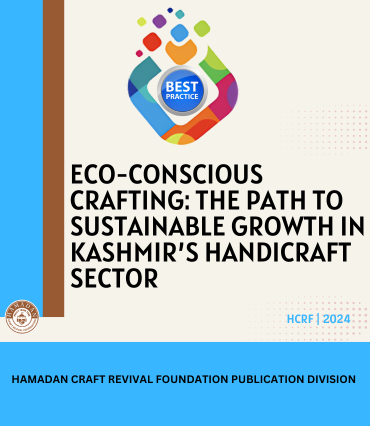 BEST
PRACTICE
ECO-CONSCIOUS
CRAFTING: THE PATH TO
SUSTAINABLE GROWTH IN
KASHMIR'S HANDICRAFT
SECTOR
HCRF | 2024
HAMADAN
HAMADAN CRAFT REVIVAL FOUNDATION PUBLICATION DIVISION